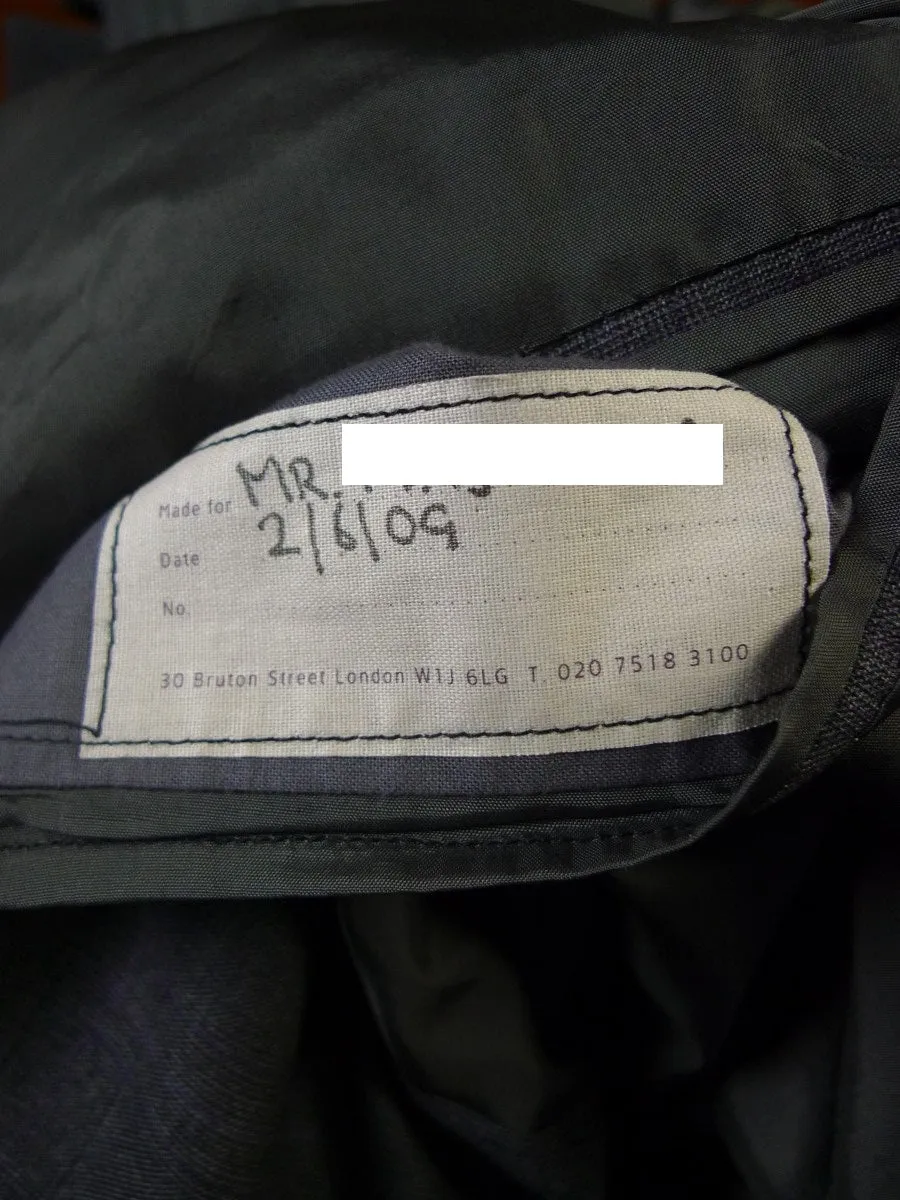 Made for MR.
Date 2/6/09
No.
30 Bruton Street London W1J 6LG T 020 7518 3100